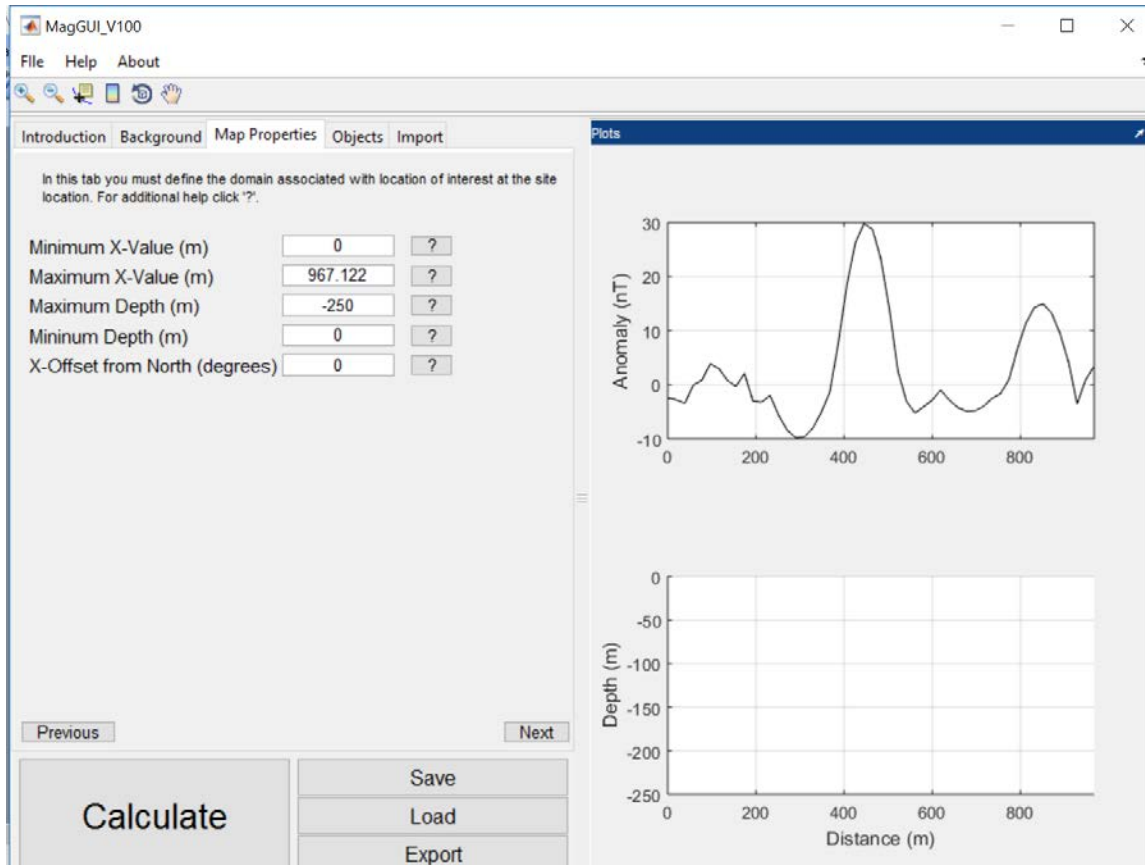 MagGUI_V100
FIle Help About
Introduction Background Map Properties Objects Import
In this tab you must define the domain associated with location of interest at the site
location. For additional help click '?'.
Minimum X-Value (m) 0 ?
Maximum X-Value (m) 967.122 ?
Maximum Depth (m) -250 ?
Mininum Depth (m) 0 ?
X-Offset from North (degrees) 0 ?
Previous Next
Calculate
Save
Load
Export
Plots
30
20
10
0
-10
Anomaly (nT)
0 200 400 600 800
0
-50
-100
-150
-200
-250
Depth (m)
0 200 400 600 800
Distance (m)